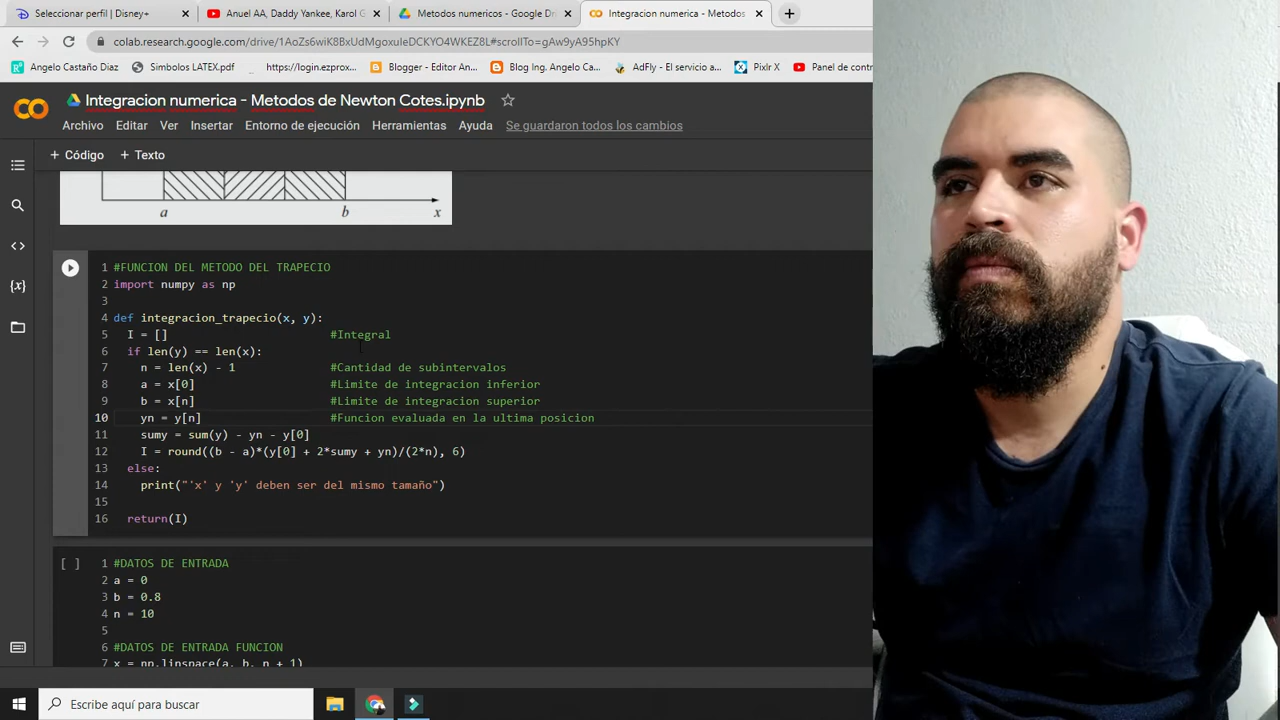 Seleccionar perfil | Disney+
Anuel AA, Daddy Yankee, Karol G
Metodos numericos - Google Dri
Integracion numerica - Metodos
colab.research.google.com/drive/1AoZs6wiK8BxUdMgoxuleDCKYO4WKEZ8L#scrollTo=gAw9yA95hpKY
Angelo Castaño Diaz
Simbolos LATEX.pdf
https://login.ezprox
Blogger - Editor An
Blog Ing. Angelo Ca
AdFly - El servicio a
Pixlr X
Panel de contr
Integracion numerica - Metodos de Newton Cotes.ipynb
Archivo Editar Ver Insertar Entorno de ejecución Herramientas Ayuda Se guardaron todos los cambios
+ Código + Texto
a b x
1 #FUNCION DEL METODO DEL TRAPECIO
2 import numpy as np
3
4 def integracion_trapecio(x, y):
5 I = [] #Integral
6 if len(y) == len(x):
7 n = len(x) - 1 #Cantidad de subintervalos
8 a = x[0] #Limite de integracion inferior
9 b = x[n] #Limite de integracion superior
10 yn = y[n] #Funcion evaluada en la ultima posicion
11 sumy = sum(y) - yn - y[0]
12 I = round((b - a)*(y[0] + 2*sumy + yn)/(2*n), 6)
13 else:
14 print("'x' y 'y' deben ser del mismo tamaño")
15
16 return(I)
[ ] 1 #DATOS DE ENTRADA
2 a = 0
3 b = 0.8
4 n = 10
5
6 #DATOS DE ENTRADA FUNCION
7 x = np.linspace(a, b, n + 1)
Escribe aquí para buscar